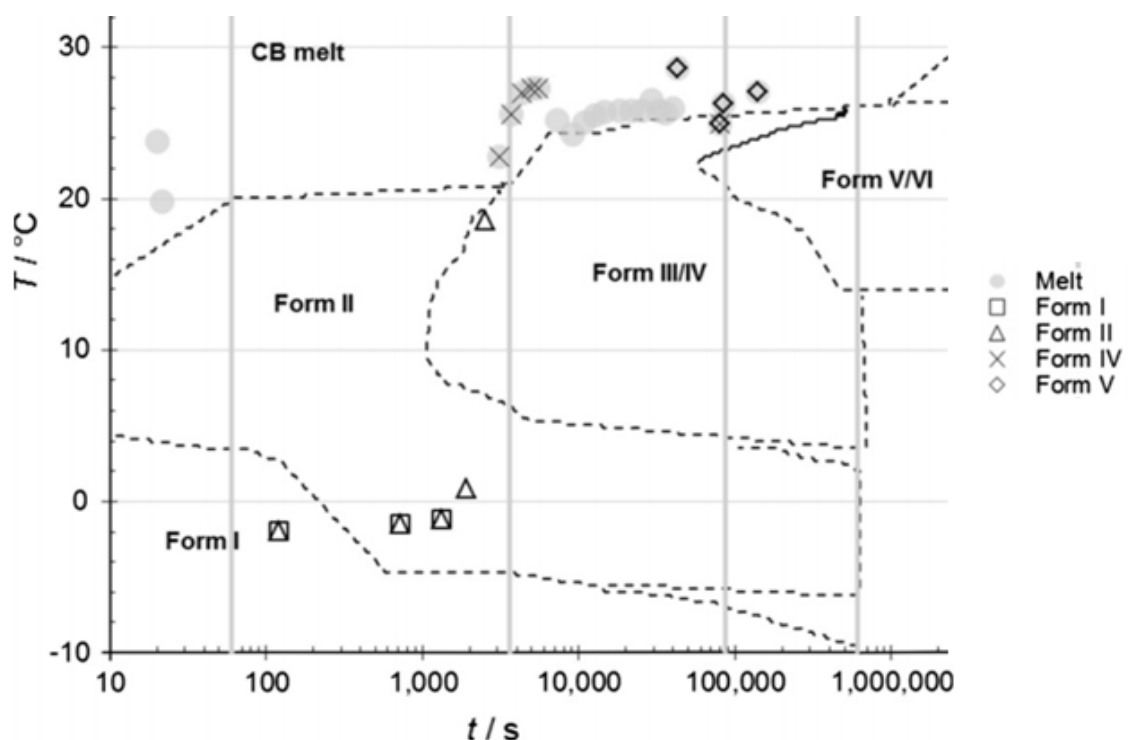 CB melt
30
20
10
0
-10
T / °C
Form II
Form III/IV
Form V/VI
Form I
10
100
1,000
10,000
100,000
1,000,000
t / s
Melt
Form I
Form II
Form IV
Form V